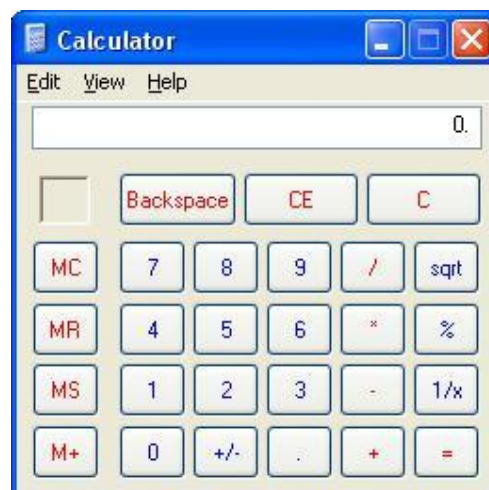 Calculator
Edit View Help
0.
Backspace CE C
MC 7 8 9 / sqrt
MR 4 5 6 * %
MS 1 2 3 - 1/x
M+ 0 +/- . + =